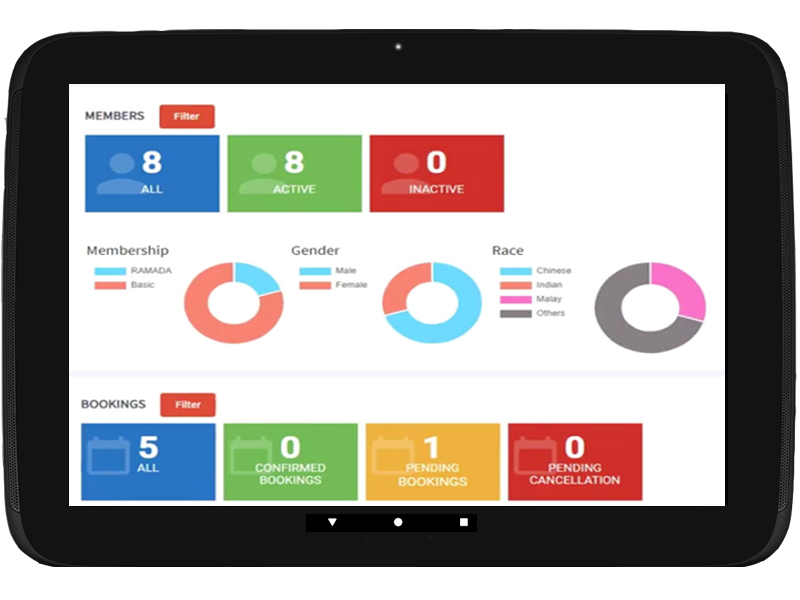 MEMBERS Filter
8 8 0
ALL ACTIVE INACTIVE
Membership Gender Race
RAMADA Male Chinese
Basic Female Indian
Malay
Others
BOOKINGS Filter
5 0 1 0
ALL CONFIRMED BOOKINGS PENDING BOOKINGS PENDING CANCELLATION